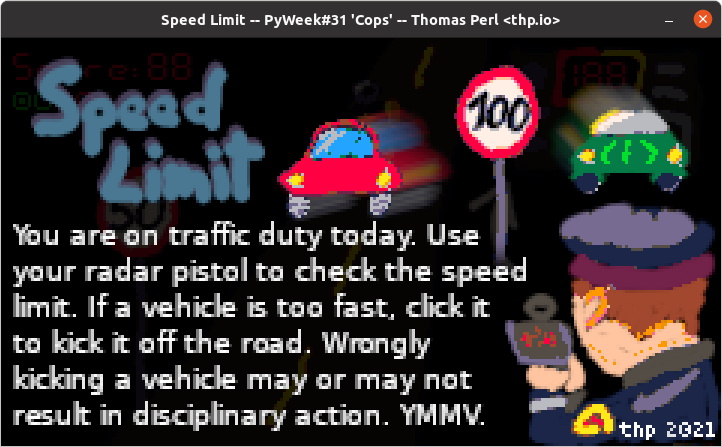 Speed Limit -- PyWeek#31 'Cops' -- Thomas Perl <thp.io>
Speed
Limit
100
You are on traffic duty today. Use
your radar pistol to check the speed
limit. If a vehicle is too fast, click it
to kick it off the road. Wrongly
kicking a vehicle may or may not
result in disciplinary action. YMMV.
thp 2021